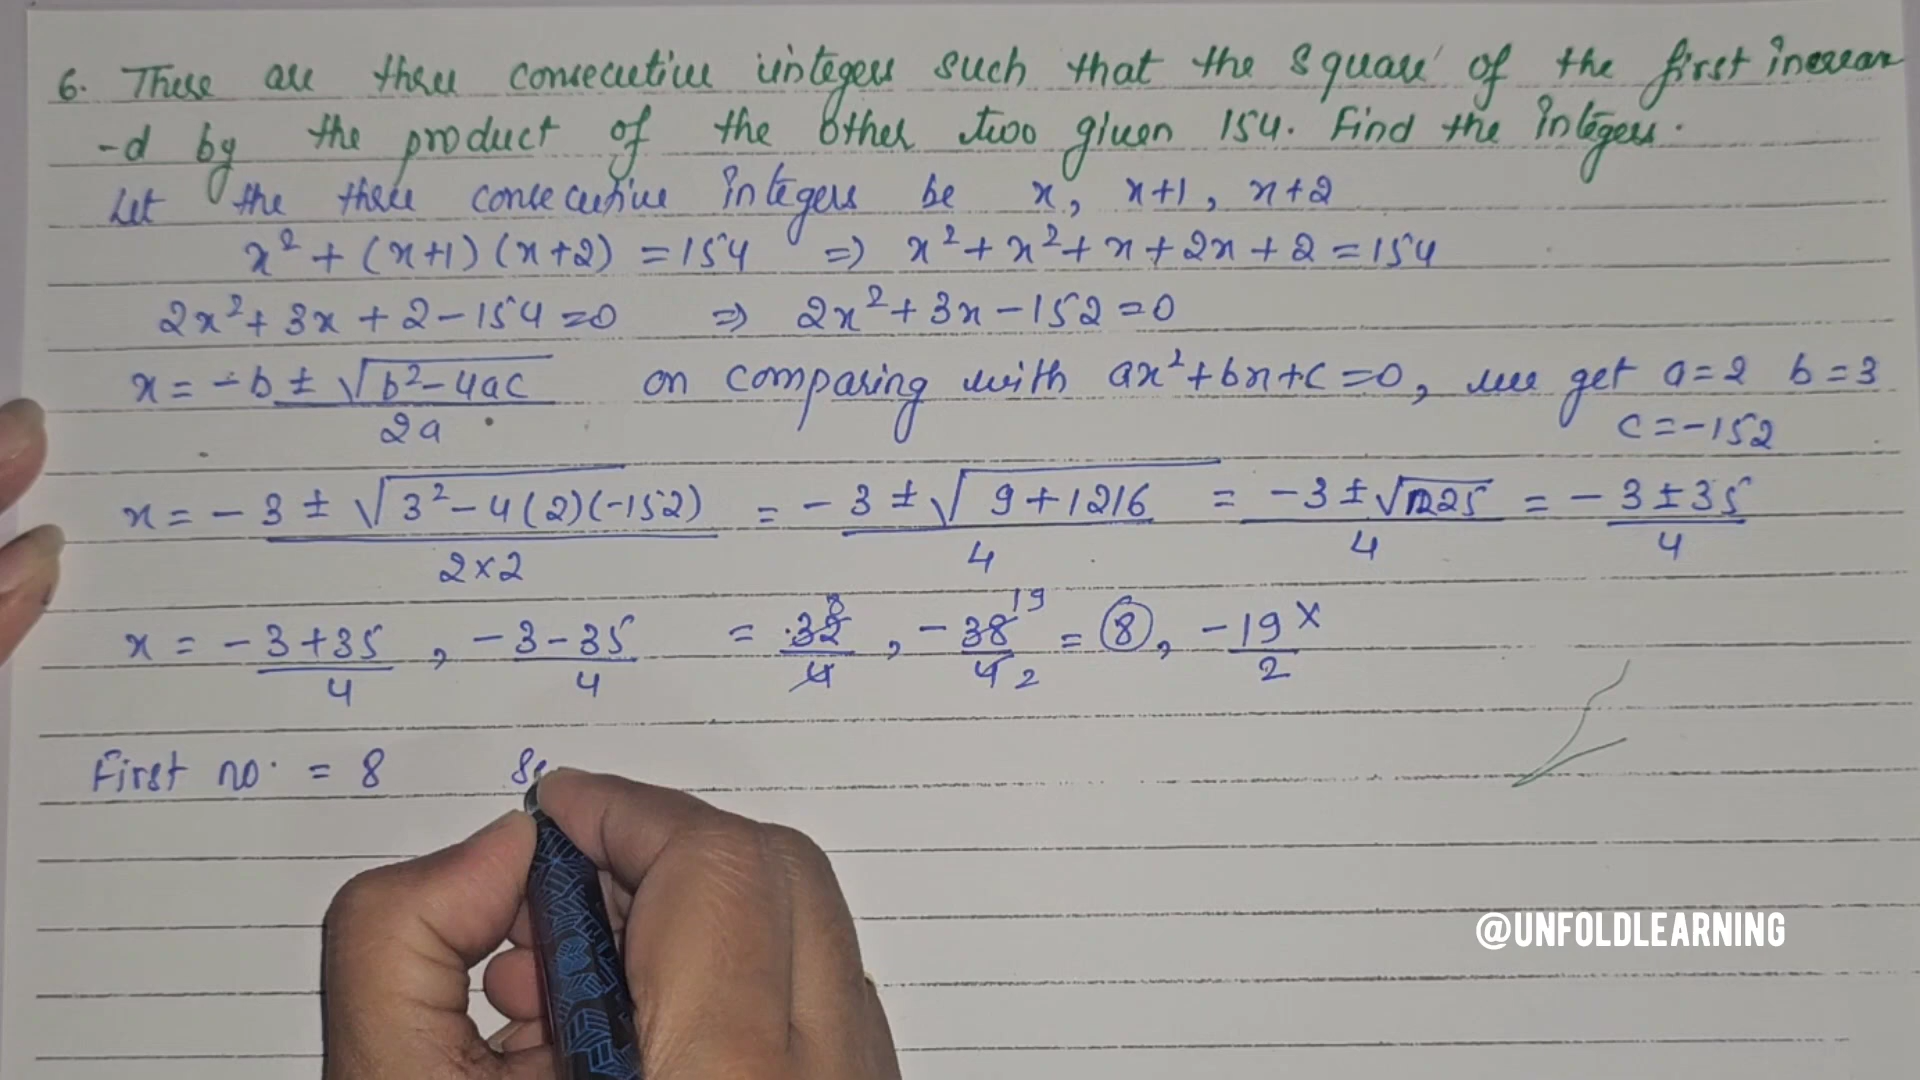 6. There are three consecutive integers such that the square of the first increas
-d by the product of the other two given 154. Find the integers.
Let the three consecutive integers be x, x+1, x+2
x² + (x+1)(x+2) = 154 => x² + x² + x + 2x + 2 = 154
2x² + 3x + 2 - 154 = 0 => 2x² + 3x - 152 = 0
x = -b ± √b²-4ac / 2a on comparing with ax²+bx+c=0, we get a=2 b=3
c=-152
x = -3 ± √3²-4(2)(-152) / 2×2 = -3 ± √9+1216 / 4 = -3 ± √1225 / 4 = -3 ± 35 / 4
x = -3+35 / 4, -3-35 / 4 = 32 8 / 4, -38 19 / 4 2 = 8, -19 / 2 ×
First no. = 8 Se
@UNFOLDLEARNING